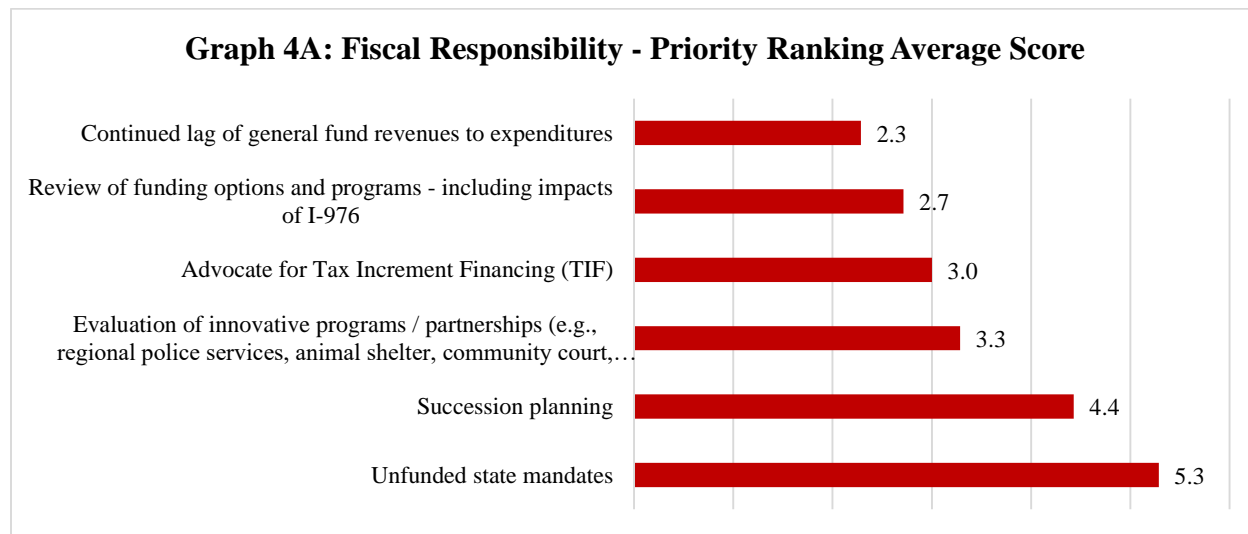 Graph 4A: Fiscal Responsibility - Priority Ranking Average Score
Continued lag of general fund revenues to expenditures
2.3
Review of funding options and programs - including impacts
of I-976
2.7
Advocate for Tax Increment Financing (TIF)
3.0
Evaluation of innovative programs / partnerships (e.g.,
regional police services, animal shelter, community court,…
3.3
Succession planning
4.4
Unfunded state mandates
5.3